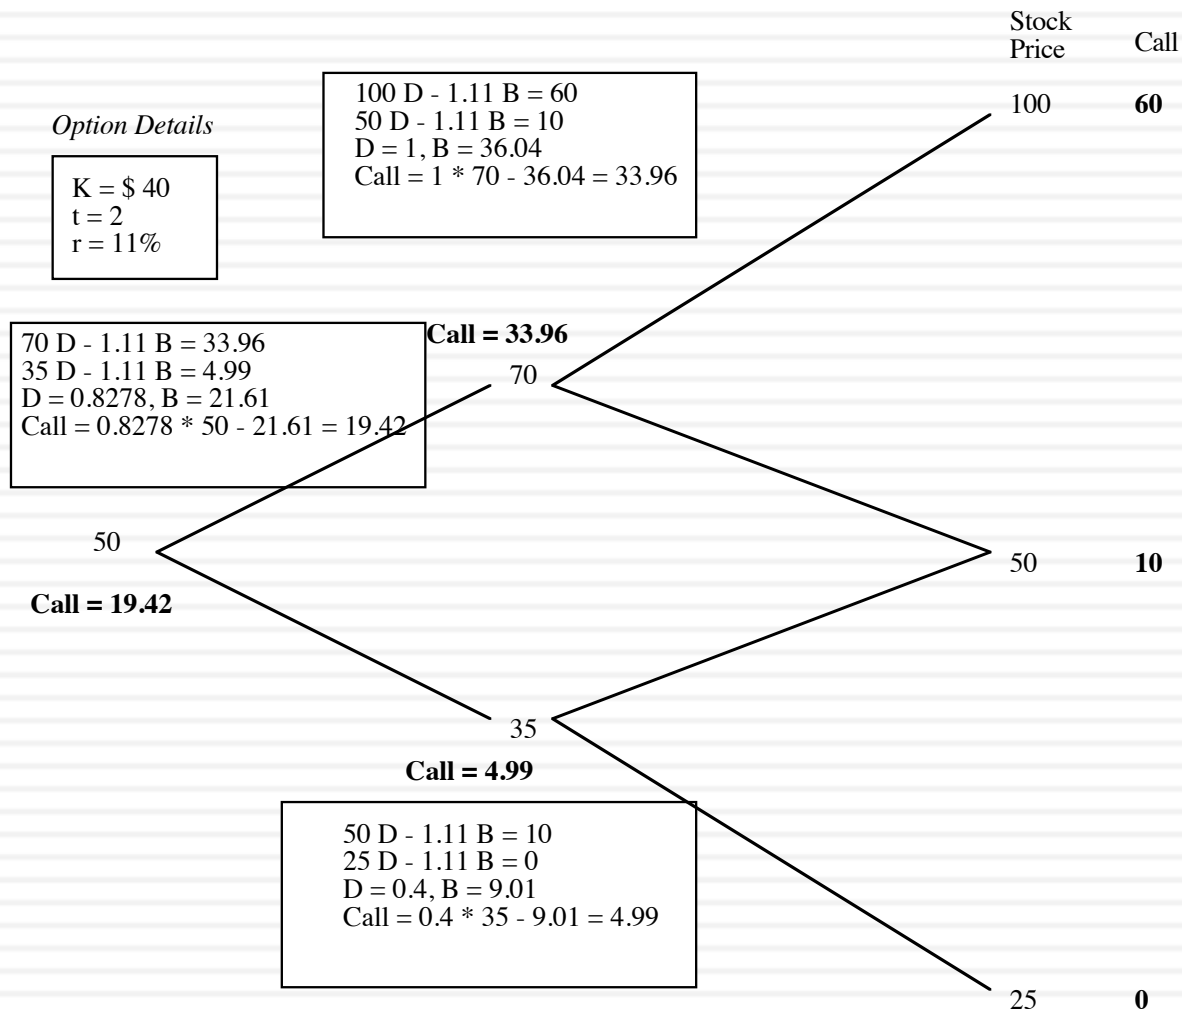 Stock
Price
Call
100 D - 1.11 B = 60
50 D - 1.11 B = 10
D = 1, B = 36.04
Call = 1 * 70 - 36.04 = 33.96
100
60
Option Details
K = $ 40
t = 2
r = 11%
70 D - 1.11 B = 33.96
35 D - 1.11 B = 4.99
D = 0.8278, B = 21.61
Call = 0.8278 * 50 - 21.61 = 19.42
Call = 33.96
70
50
Call = 19.42
50
10
35
Call = 4.99
50 D - 1.11 B = 10
25 D - 1.11 B = 0
D = 0.4, B = 9.01
Call = 0.4 * 35 - 9.01 = 4.99
25
0